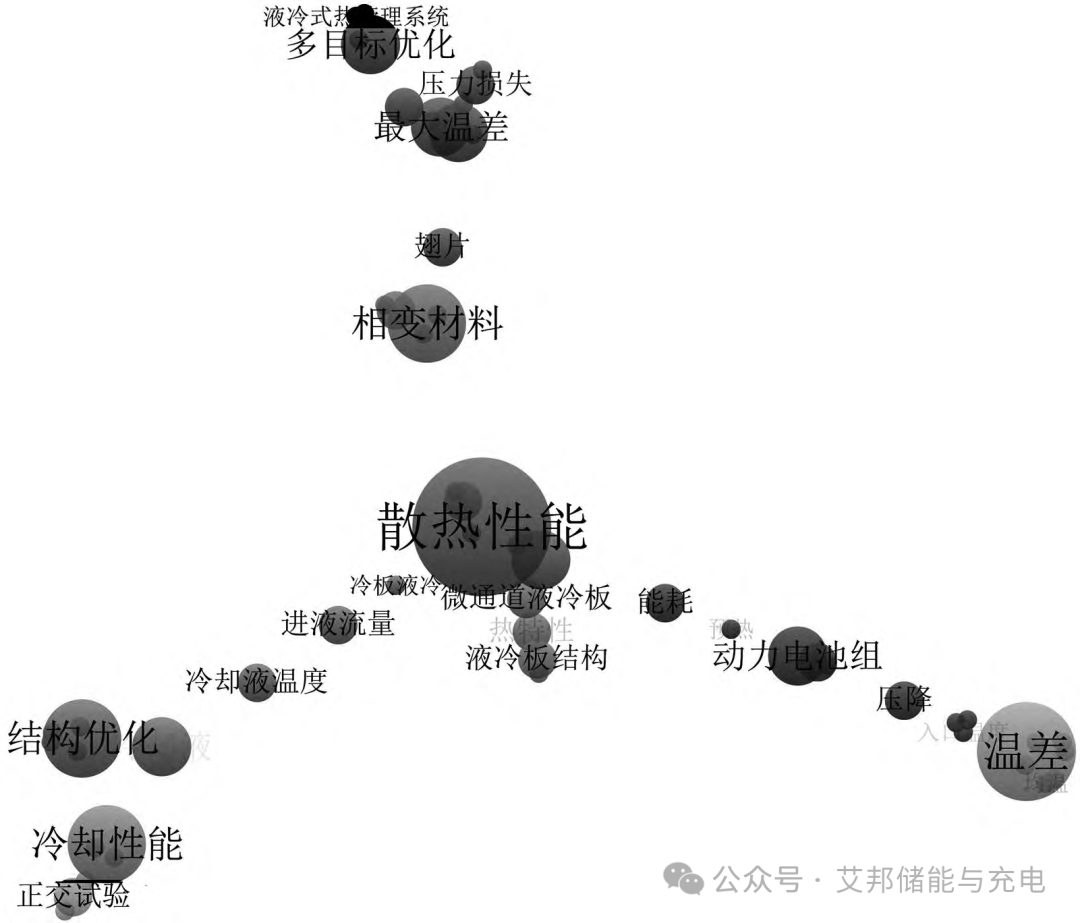 液冷式热管理系统
多目标优化
压力损失
最大温差
翅片
相变材料
散热性能
冷板液冷
微通道液冷板
能耗
进液流量
热特性
预热
液冷板结构
动力电池组
冷却液温度
压降
结构优化
液
入口温度
温差
均温
冷却性能
正交试验
公众号·艾邦储能与充电